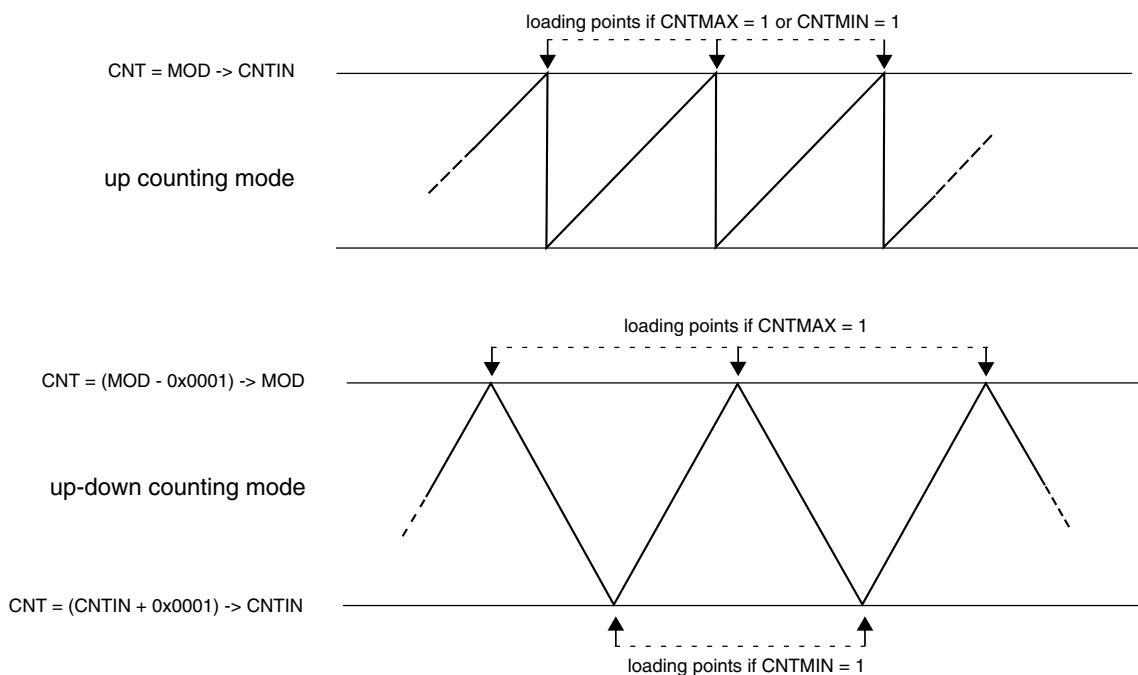 loading points if CNTMAX = 1 or CNTMIN = 1
CNT = MOD -> CNTIN
up counting mode
loading points if CNTMAX = 1
CNT = (MOD - 0x0001) -> MOD
up-down counting mode
CNT = (CNTIN + 0x0001) -> CNTIN
loading points if CNTMIN = 1